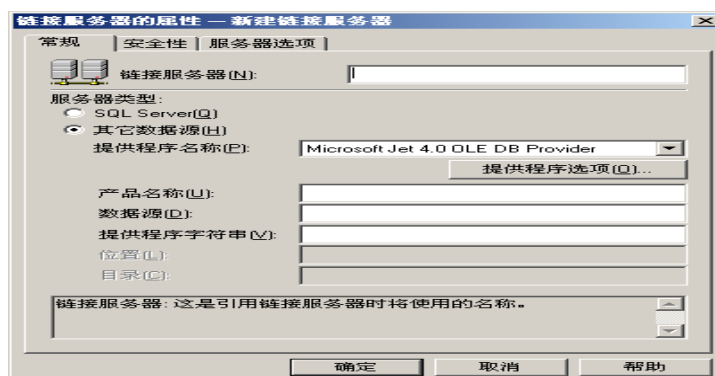 链接服务器的属性 — 新建链接服务器
常规 安全性 服务器选项
链接服务器(N):
服务器类型:
SQL Server(Q)
其它数据源(H)
提供程序名称(P): Microsoft Jet 4.0 OLE DB Provider
提供程序选项(O)...
产品名称(U):
数据源(D):
提供程序字符串(V):
位置(L):
目录(C):
链接服务器: 这是引用链接服务器时将使用的名称。
确定 取消 帮助